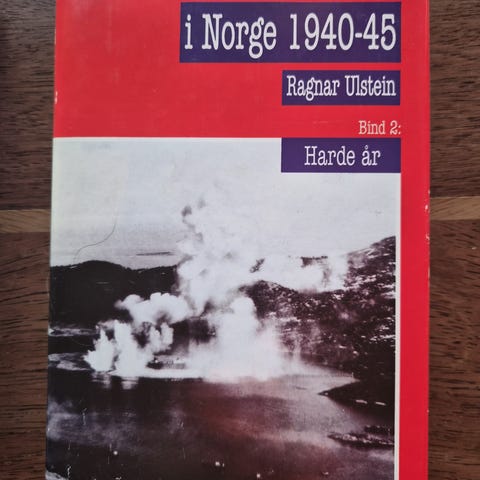 i Norge 1940-45
Ragnar Ulstein
Bind 2:
Harde år